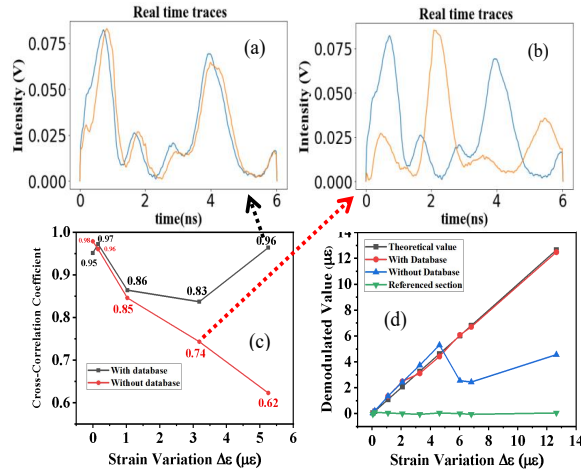 Real time traces
Intensity (V)
0.075
0.050
0.025
0.000
(a)
0
2
4
6
time(ns)
Real time traces
Intensity (V)
0.075
0.050
0.025
0.000
(b)
0
2
4
6
time(ns)
Cross-Correlation Coefficient
1.0
0.9
0.8
0.7
0.6
0.98
0.97
0.96
0.95
0.86
0.85
0.83
0.96
0.74
0.62
(c)
With database
Without database
0
1
2
3
4
5
6
Strain Variation Δε (με)
Demodulated Value (με)
14
12
10
8
6
4
2
0
Theoretical value
With Database
Without Database
Referenced section
(d)
0
2
4
6
8
10
12
14
Strain Variation Δε (με)